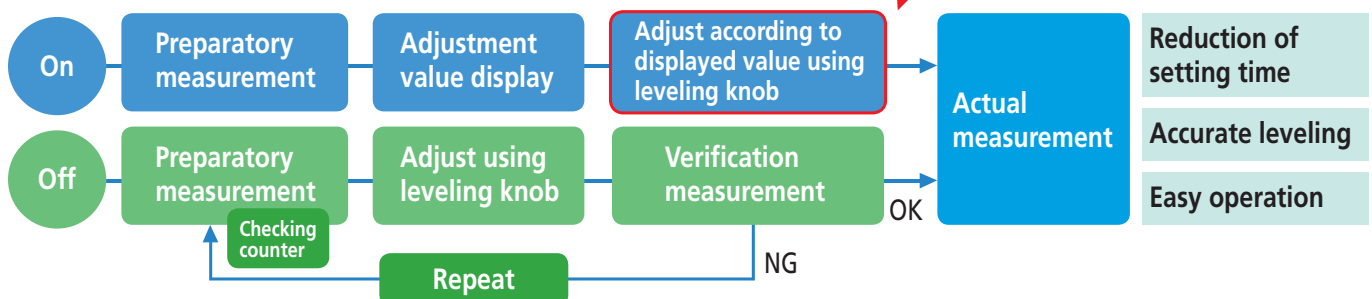 On
Preparatory
measurement
Adjustment
value display
Adjust according to
displayed value using
leveling knob
Actual
measurement
Reduction of
setting time
Accurate leveling
Easy operation
Off
Preparatory
measurement
Checking
counter
Adjust using
leveling knob
Verification
measurement
OK
NG
Repeat